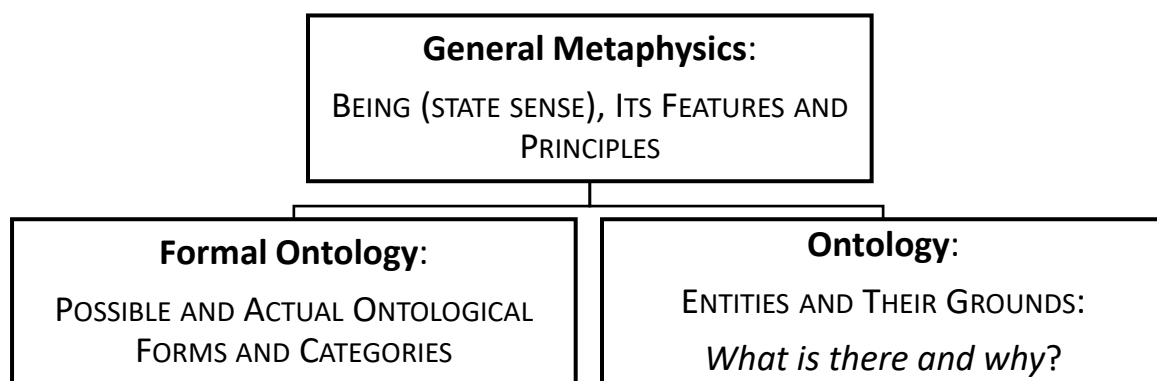 General Metaphysics:
BEING (STATE SENSE), ITS FEATURES AND
PRINCIPLES
Formal Ontology:
POSSIBLE AND ACTUAL ONTOLOGICAL
FORMS AND CATEGORIES
Ontology:
ENTITIES AND THEIR GROUNDS:
What is there and why?